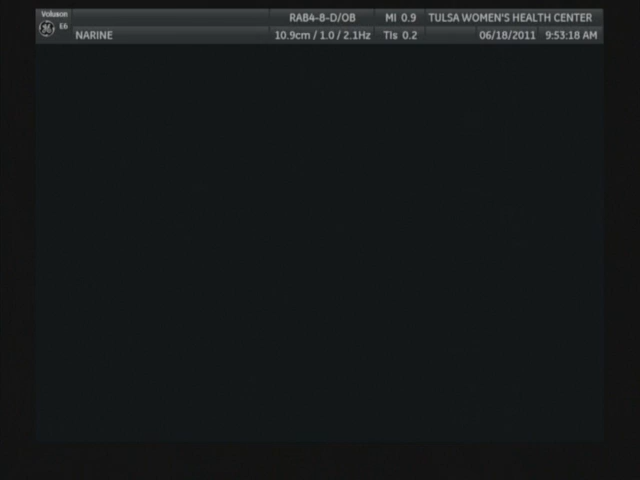 Voluson
E6
RAB4-8-D/OB MI 0.9 TULSA WOMEN'S HEALTH CENTER
NARINE 10.9cm / 1.0 / 2.1Hz TIs 0.2 06/18/2011 9:53:18 AM